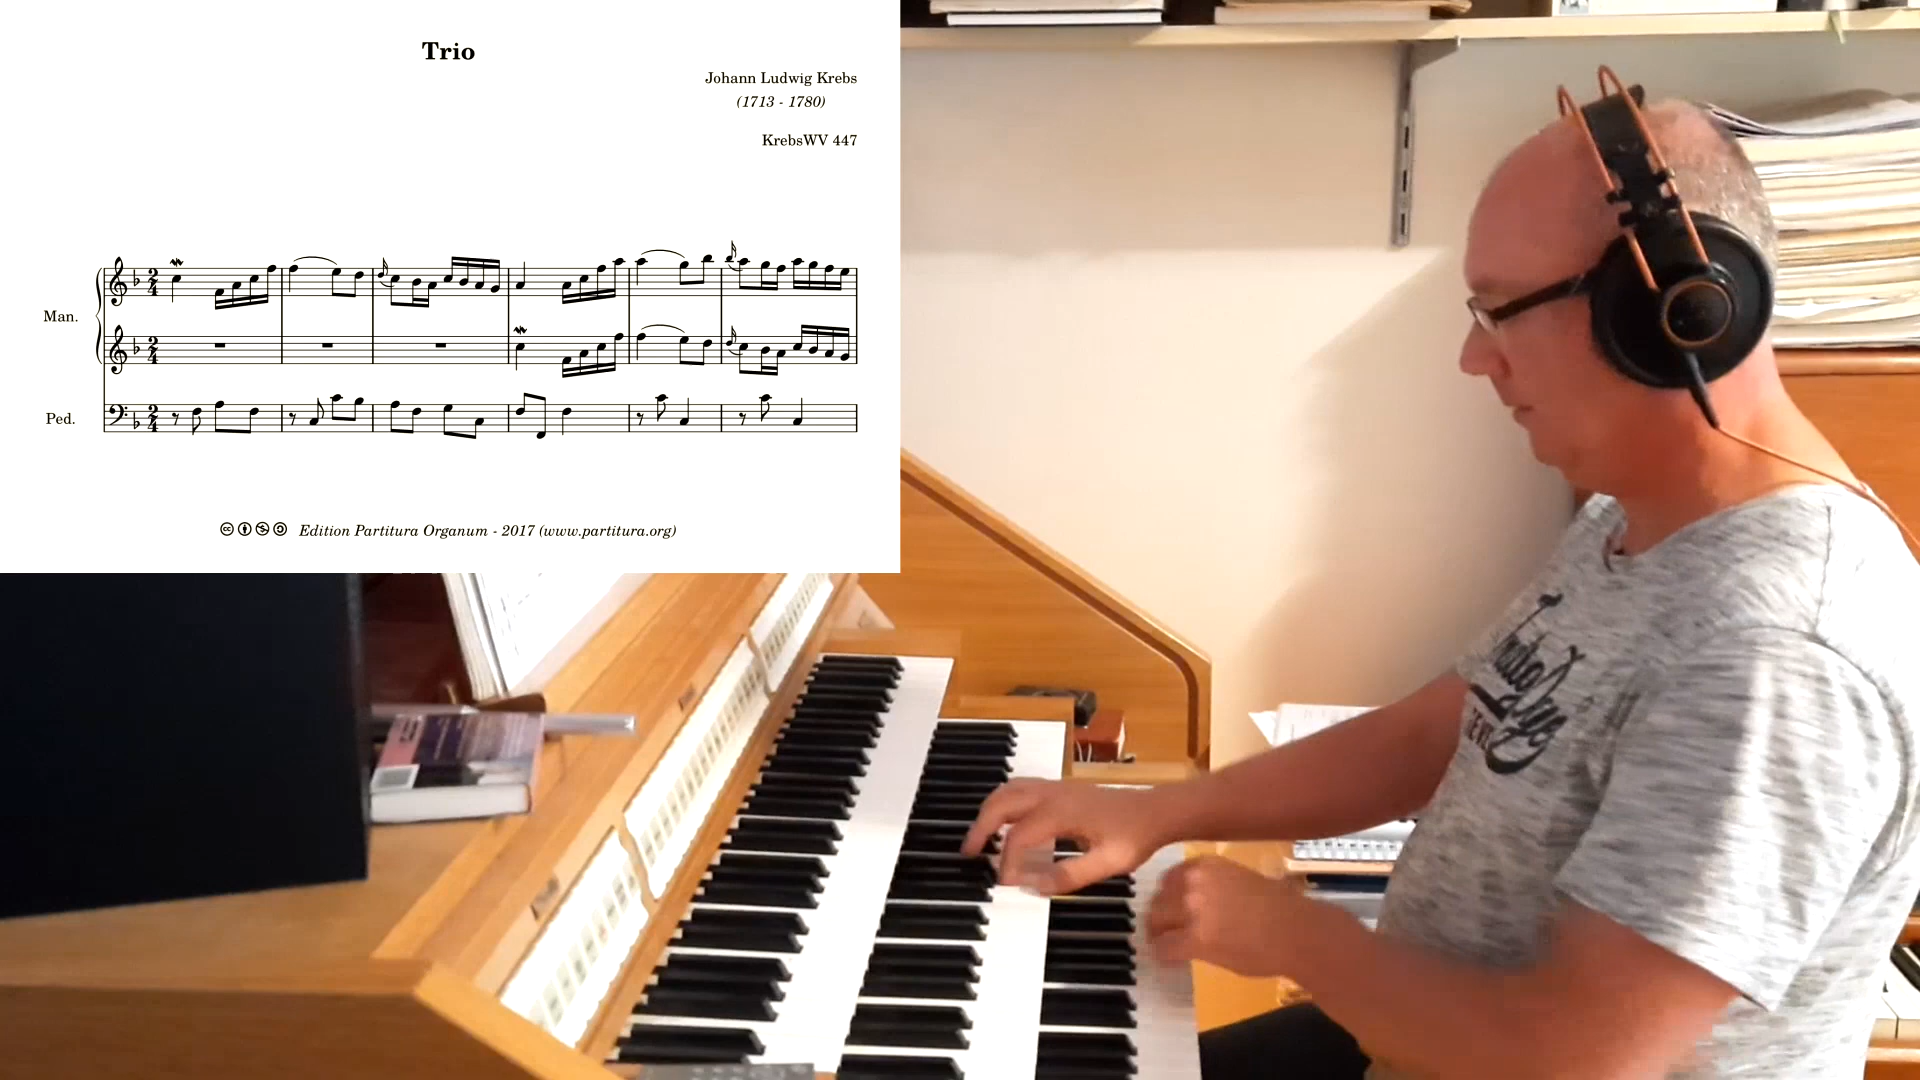 Trio
Johann Ludwig Krebs
(1713 - 1780)
KrebsWV 447
Man.
Ped.
Edition Partitura Organum - 2017 (www.partitura.org)